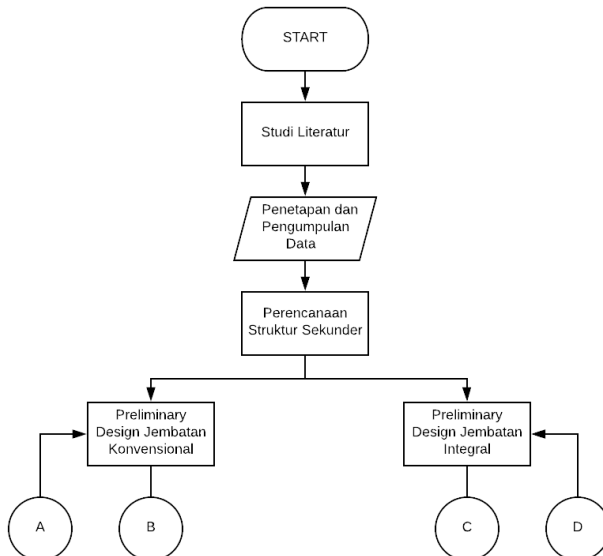 START
Studi Literatur
Penetapan dan
Pengumpulan
Data
Perencanaan
Struktur Sekunder
Preliminary
Design Jembatan
Konvensional
Preliminary
Design Jembatan
Integral
A
B
C
D